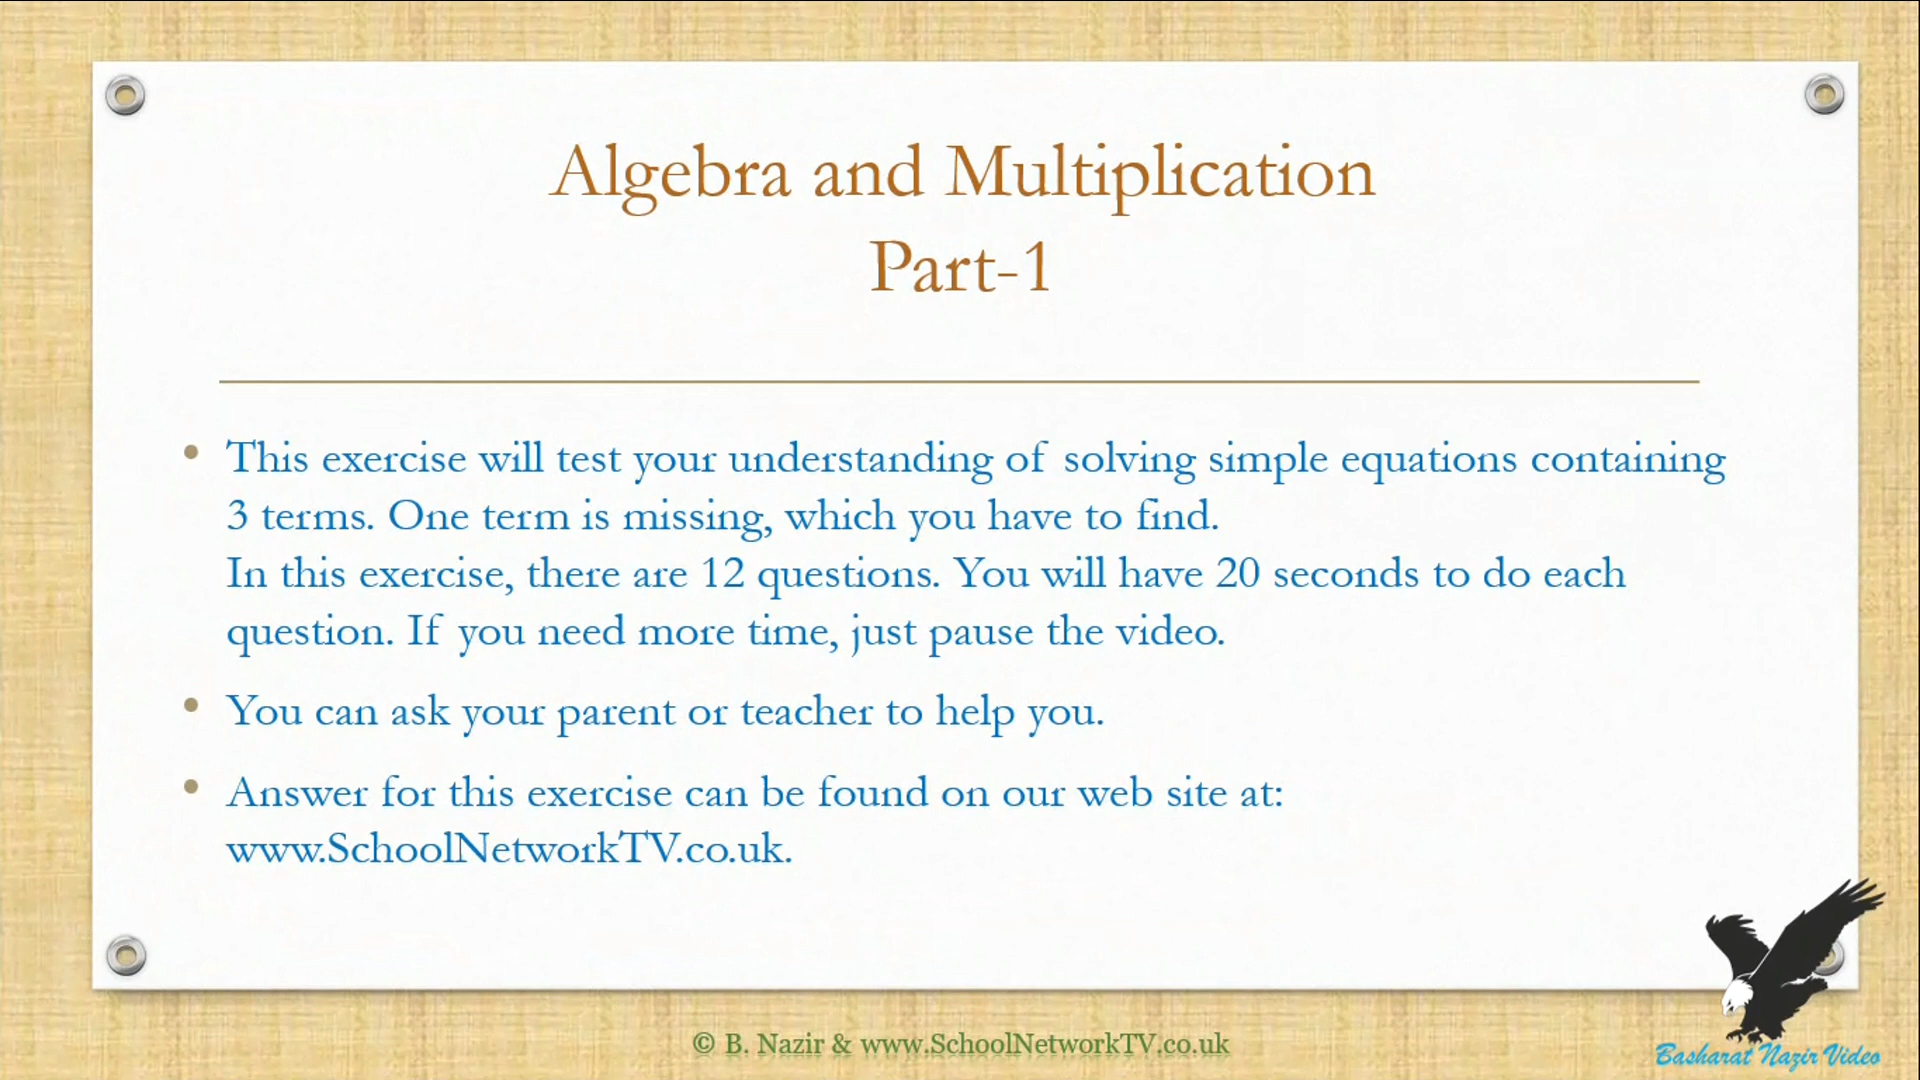 Algebra and Multiplication
Part-1
• This exercise will test your understanding of solving simple equations containing
3 terms. One term is missing, which you have to find.
In this exercise, there are 12 questions. You will have 20 seconds to do each
question. If you need more time, just pause the video.
• You can ask your parent or teacher to help you.
• Answer for this exercise can be found on our web site at:
www.SchoolNetworkTV.co.uk.
© B. Nazir & www.SchoolNetworkTV.co.uk
Basharat Nazir Video